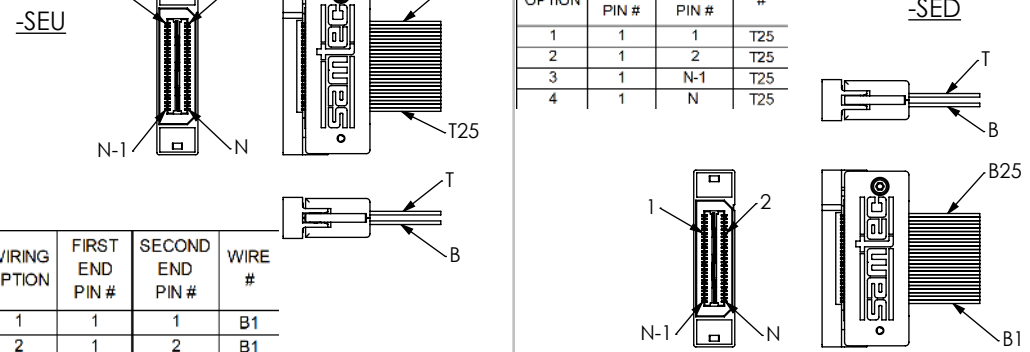 -SEU
samtec
T25
N-1
N
T
B
WIRING OPTION FIRST END PIN # SECOND END PIN # WIRE #
1 1 1 B1
2 1 2 B1
OPTION PIN # PIN # #
1 1 1 T25
2 1 2 T25
3 1 N-1 T25
4 1 N T25
-SED
T
B
1
2
N-1
N
samtec
B25
B1